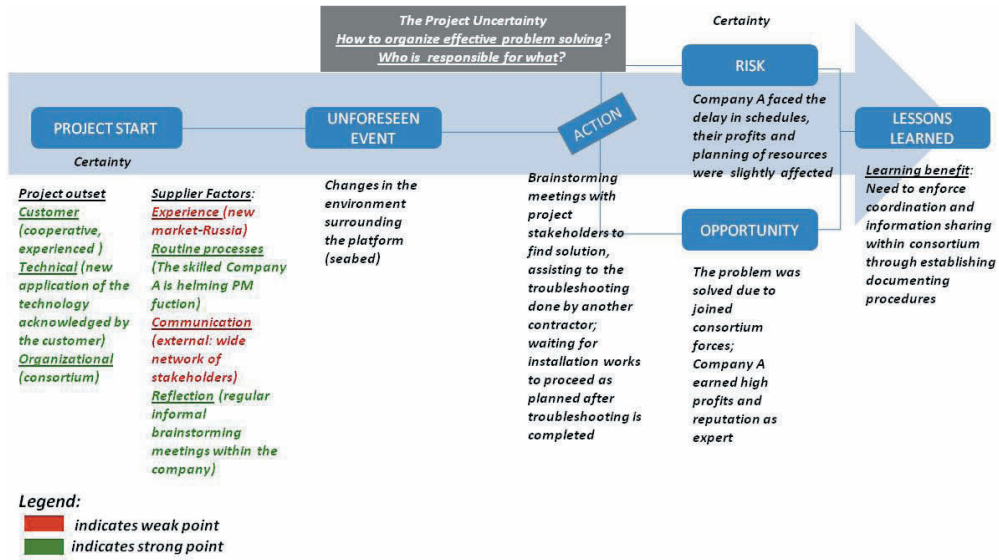 The Project Uncertainty
How to organize effective problem solving?
Who is responsible for what?
Certainty
RISK
PROJECT START
UNFORESEEN
EVENT
ACTION
Company A faced the
delay in schedules,
their profits and
planning of resources
were slightly affected
LESSONS
LEARNED
Certainty
Project outset
Customer
(cooperative,
experienced )
Technical (new
application of the
technology
acknowledged by
the customer)
Organizational
(consortium)
Supplier Factors:
Experience (new
market-Russia)
Routine processes
(The skilled Company
A is helming PM
fuction)
Communication
(external: wide
network of
stakeholders)
Reflection (regular
informal
brainstorming
meetings within the
company)
Changes in the
environment
surrounding
the platform
(seabed)
Brainstorming
meetings with
project
stakeholders to
find solution,
assisting to the
troubleshooting
done by another
contractor;
waiting for
installation works
to proceed as
planned after
troubleshooting is
completed
OPPORTUNITY
The problem was
solved due to
joined
consortium
forces;
Company A
earned high
profits and
reputation as
expert
Learning benefit:
Need to enforce
coordination and
information sharing
within consortium
through establishing
documenting
procedures
Legend:
indicates weak point
indicates strong point